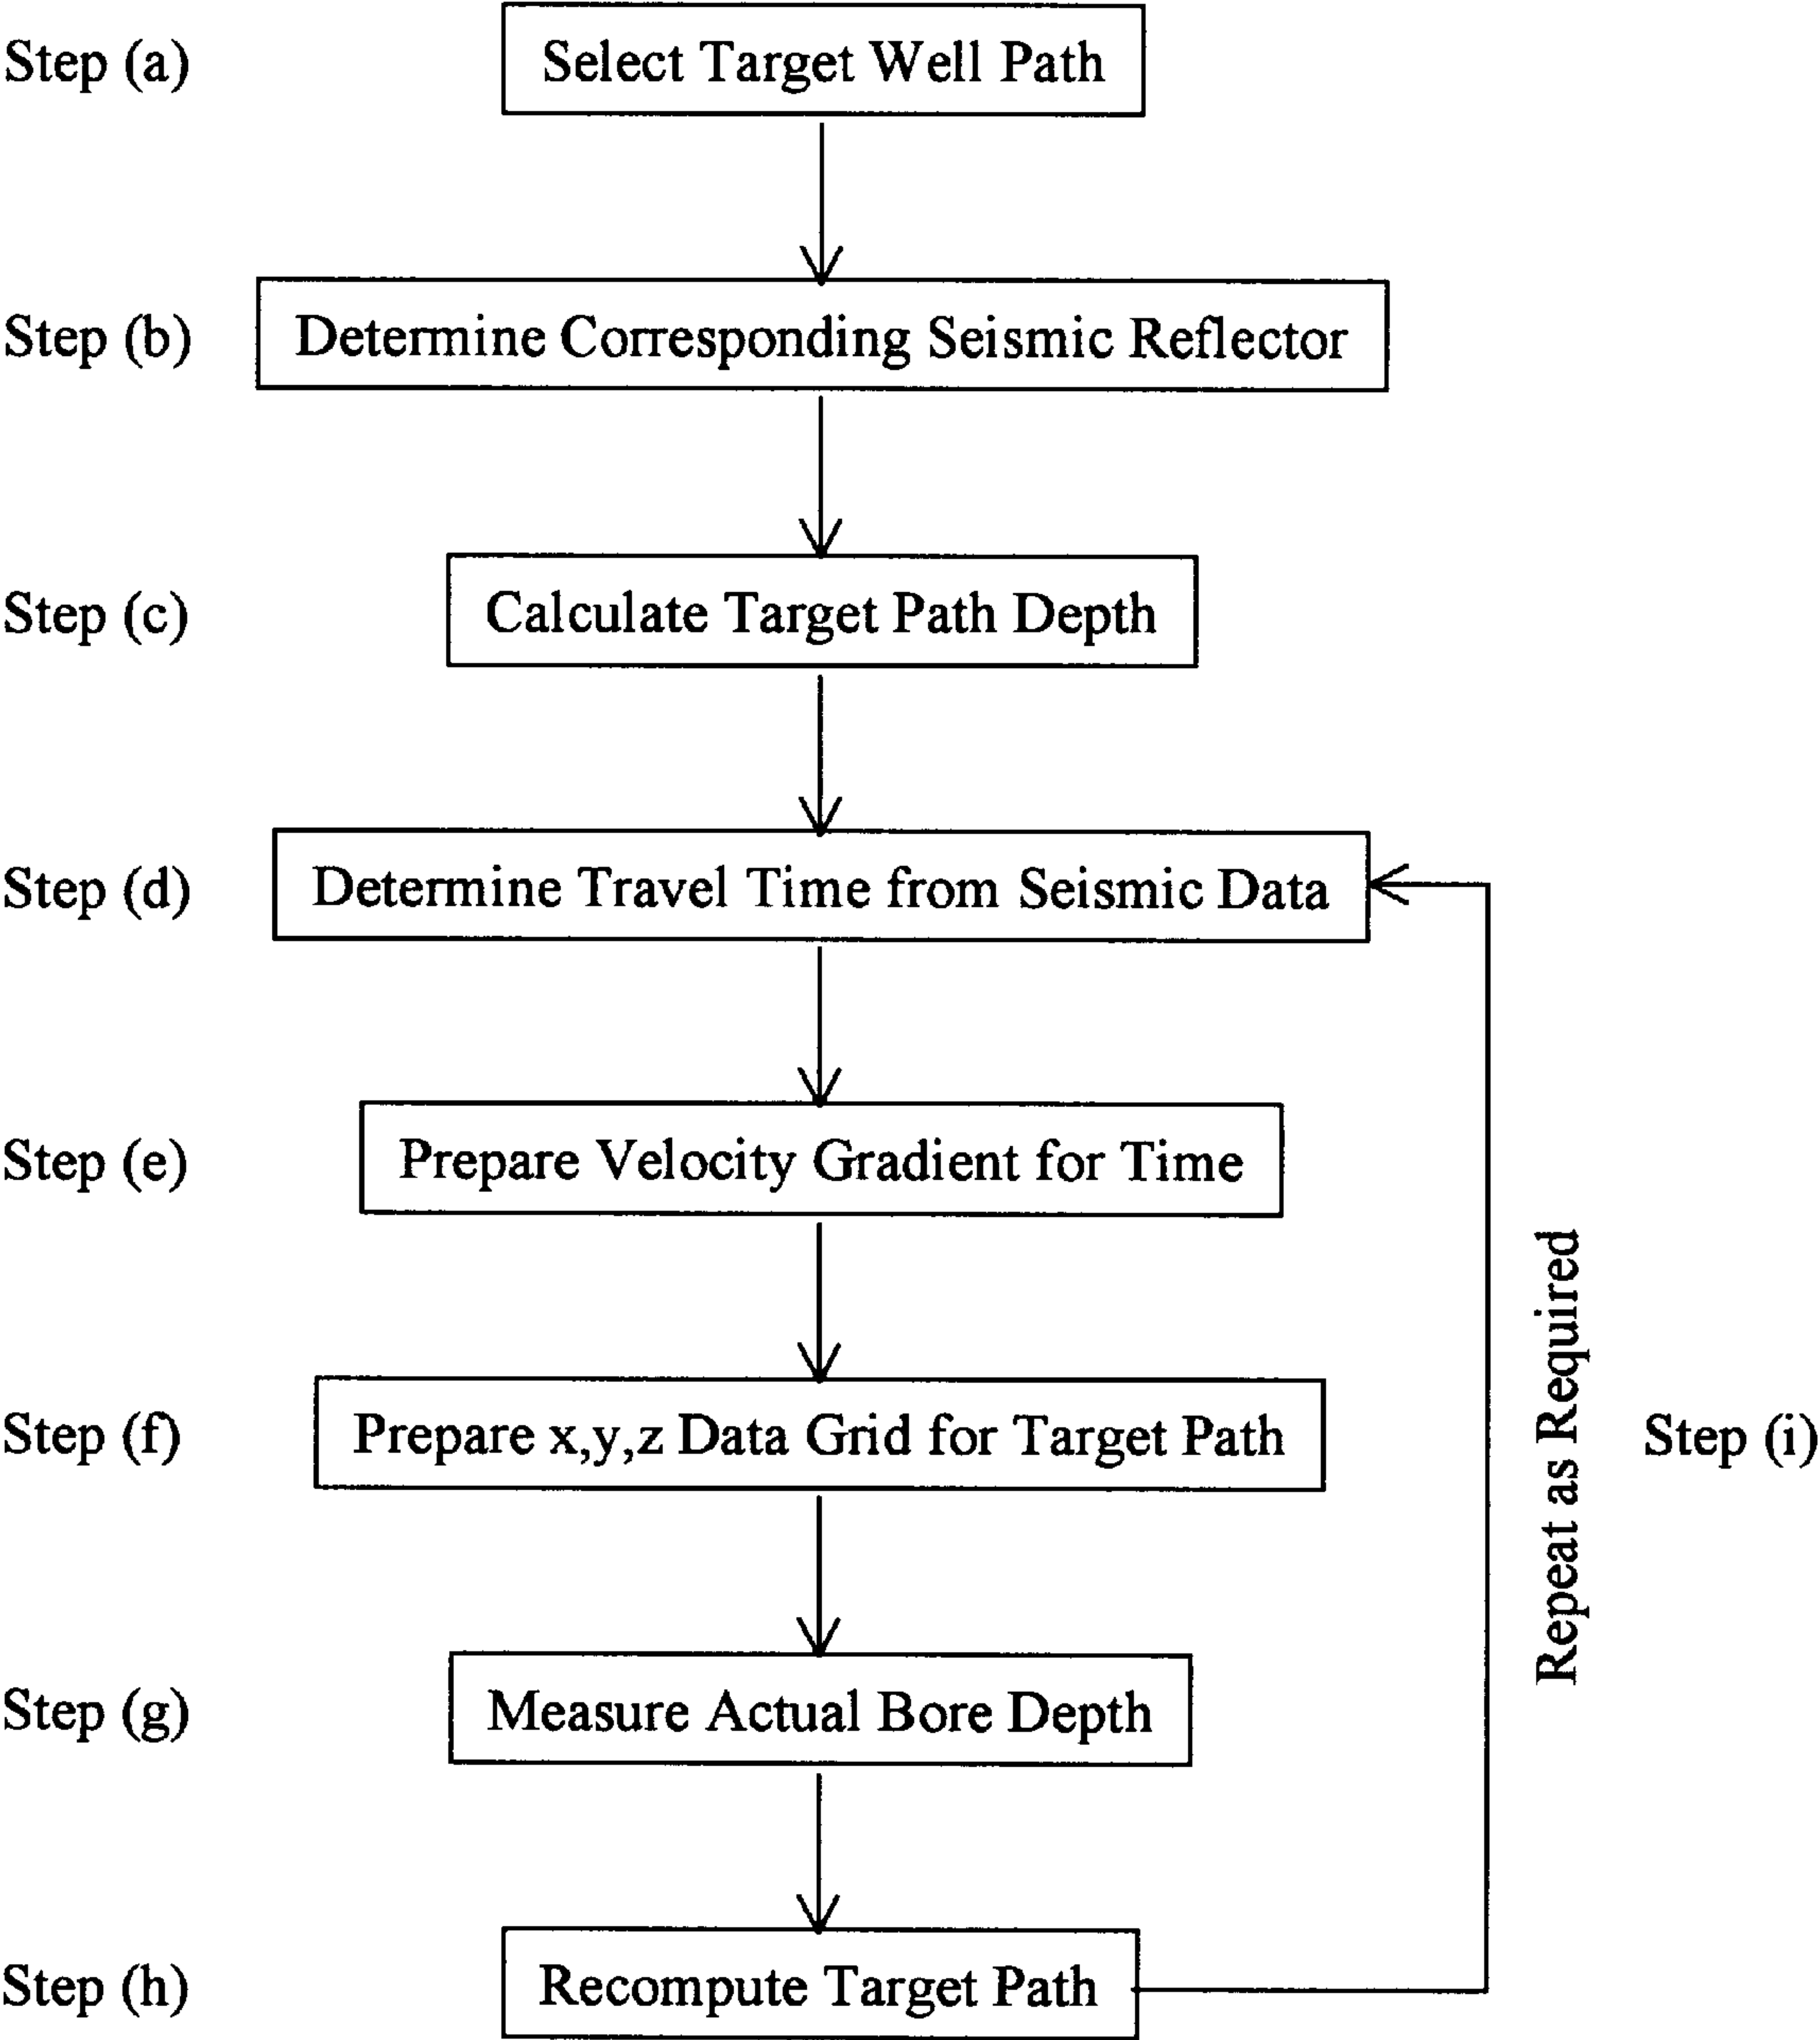 Step (a)
Select Target Well Path
Step (b)
Determine Corresponding Seismic Reflector
Step (c)
Calculate Target Path Depth
Step (d)
Determine Travel Time from Seismic Data
Step (e)
Prepare Velocity Gradient for Time
Step (f)
Prepare x,y,z Data Grid for Target Path
Step (g)
Measure Actual Bore Depth
Step (h)
Recompute Target Path
Repeat as Required
Step (i)